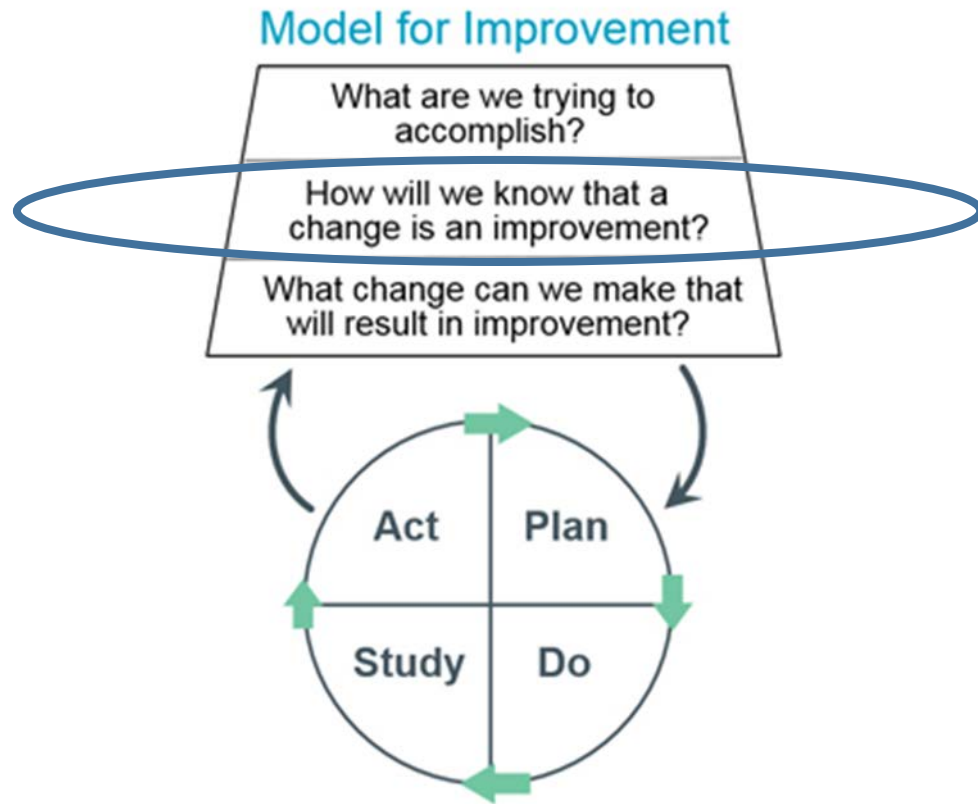 Model for Improvement
What are we trying to
accomplish?
How will we know that a
change is an improvement?
What change can we make that
will result in improvement?
Act
Plan
Study
Do